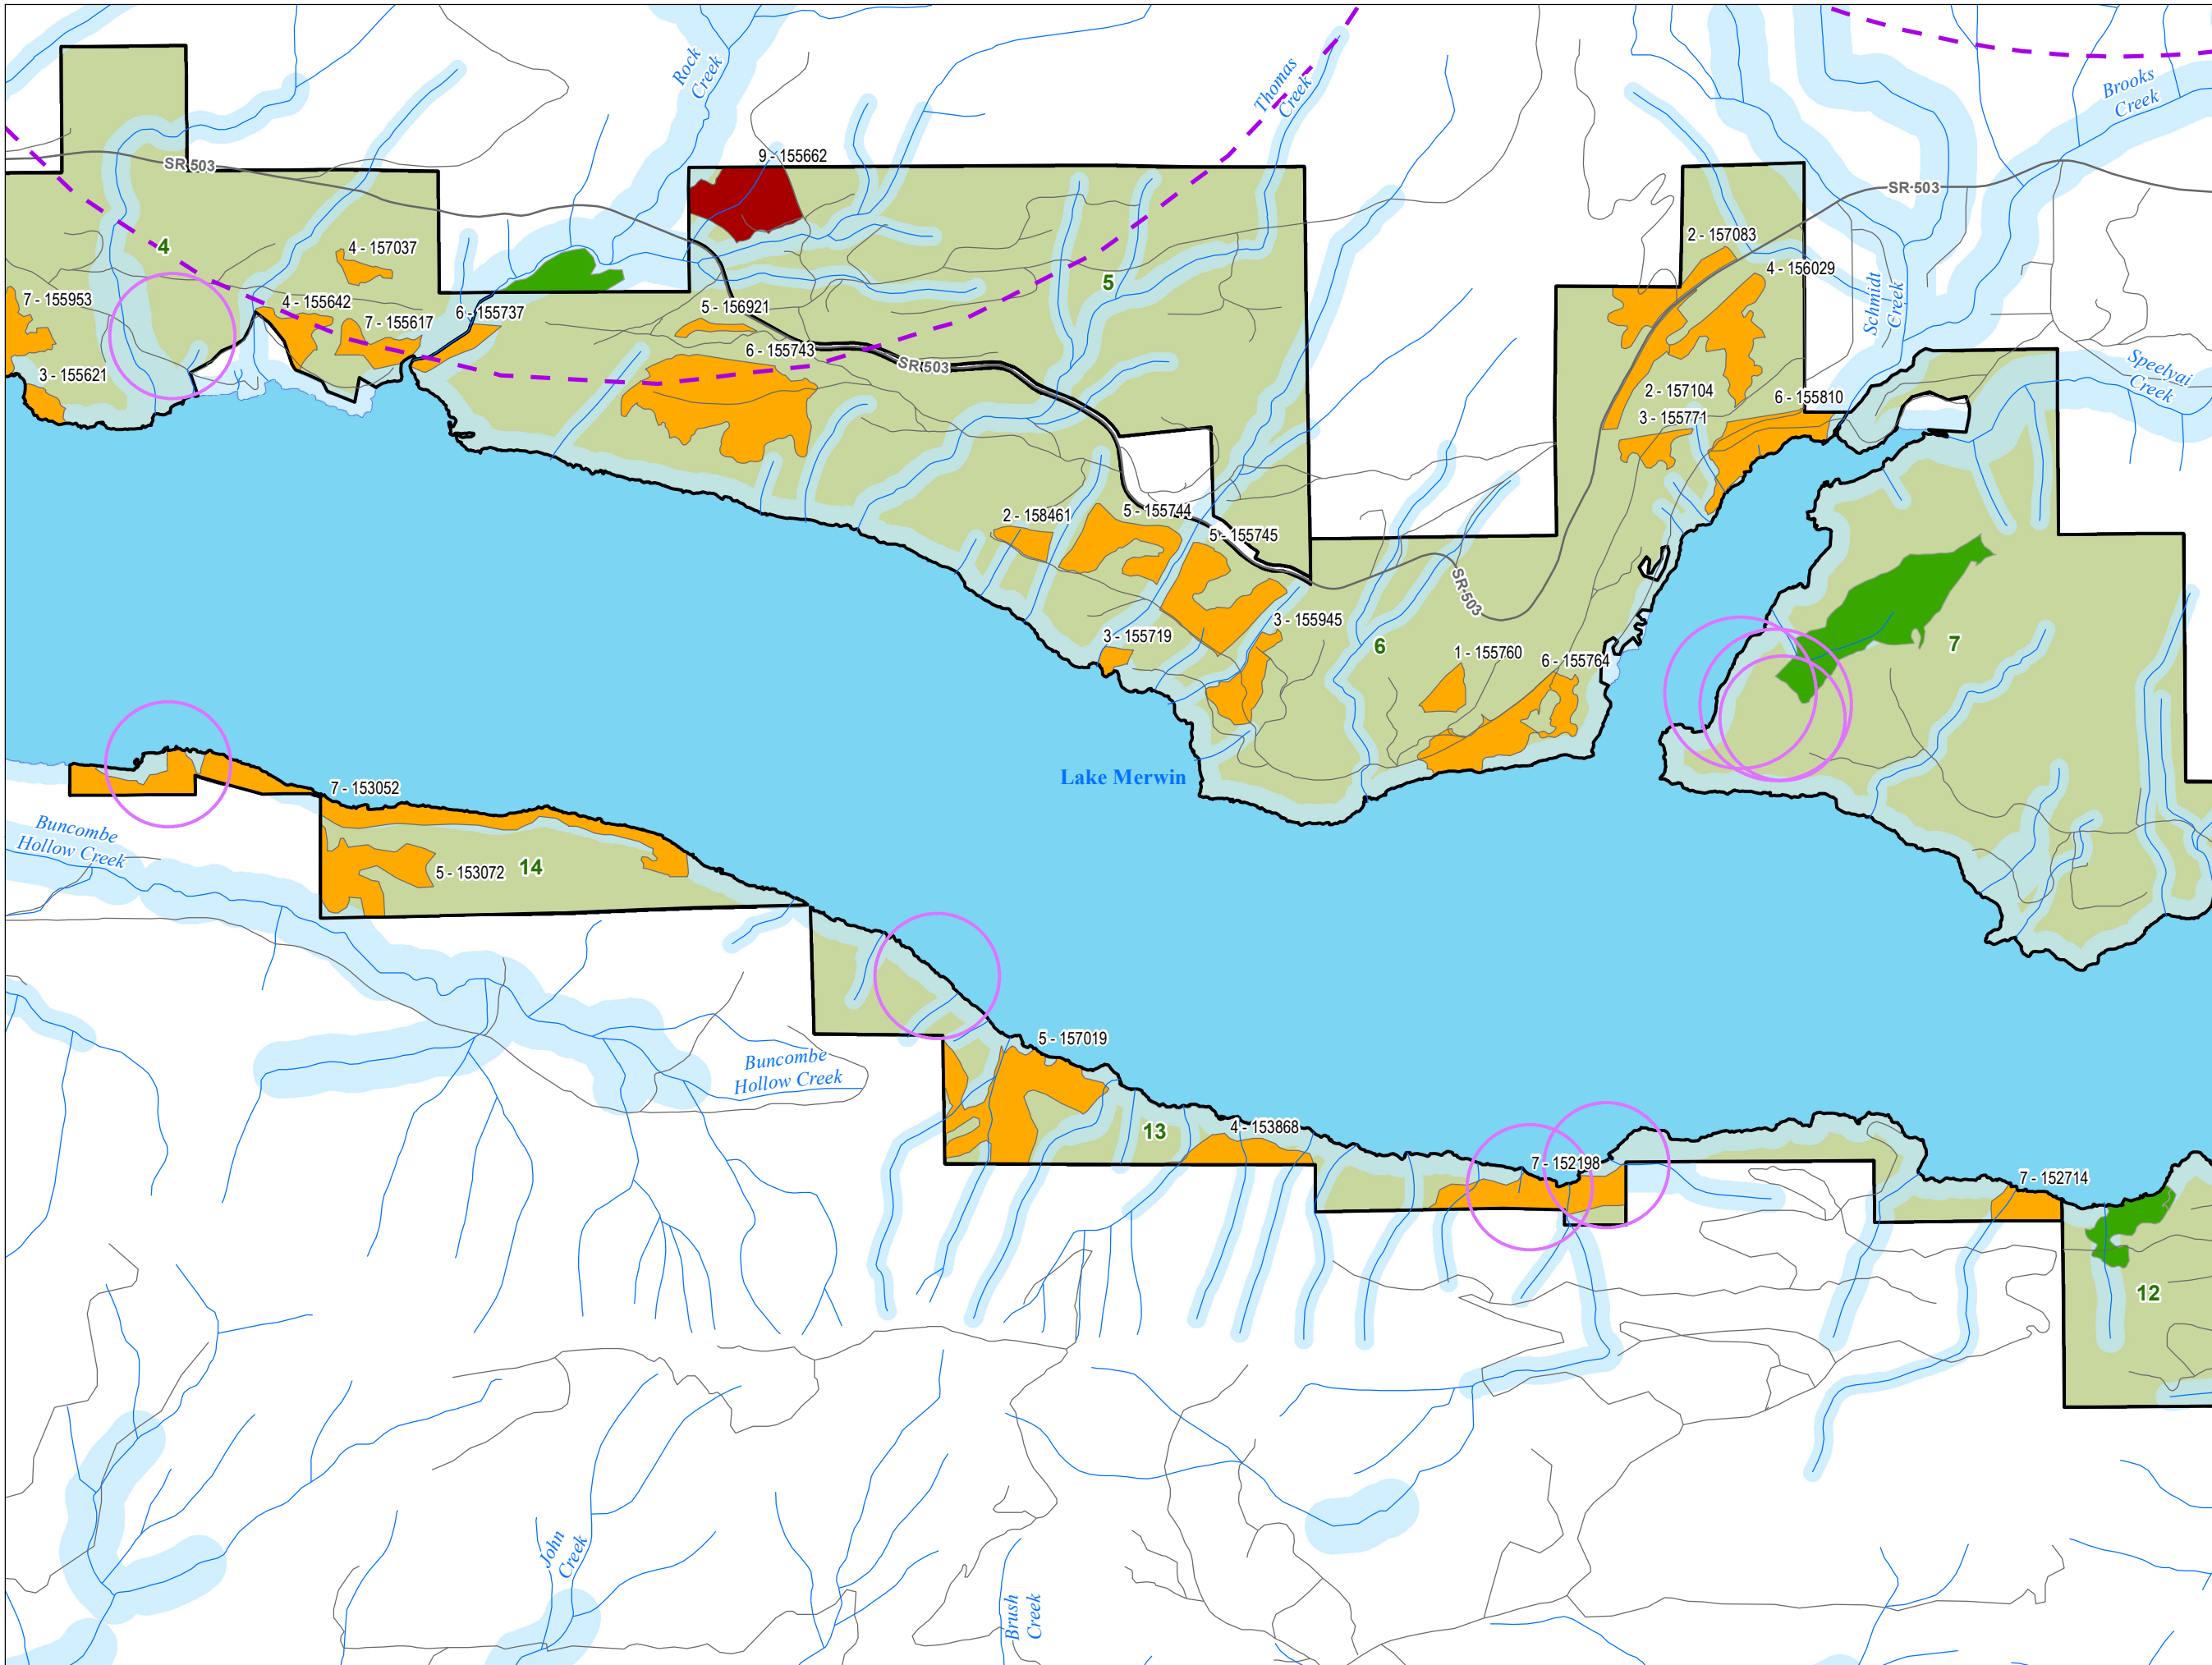 Rock
Creek
Thomas
Creek
Brooks
Creek
SR 503
9 - 155662
SR 503
4
4 - 157037
2 - 157083
4 - 156029
5
7 - 155953
4 - 155642
7 - 155617
6 - 155737
5 - 156921
6 - 155743
SR 503
Schmidt
Creek
Speelyai
Creek
3 - 155621
2 - 157104
6 - 155810
3 - 155771
2 - 158461
5 - 155744
5 - 155745
SR 503
3 - 155719
3 - 155945
6
1 - 155760
6 - 155764
7
Lake Merwin
7 - 153052
Buncombe
Hollow Creek
5 - 153072
14
Buncombe
Hollow Creek
5 - 157019
13
4 - 153868
7 - 152198
7 - 152714
12
John
Creek
Brush
Creek